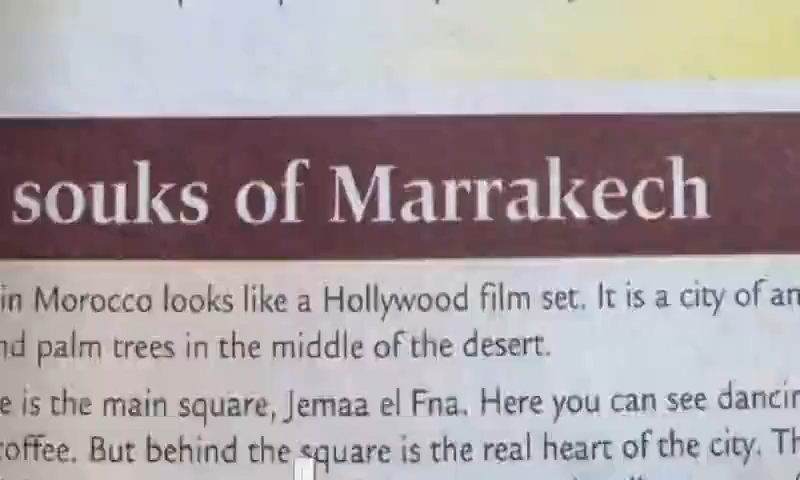 souks of Marrakech
in Morocco looks like a Hollywood film set. It is a city of an
nd palm trees in the middle of the desert.
e is the main square, Jemaa el Fna. Here you can see dancin
coffee. But behind the square is the real heart of the city. Th